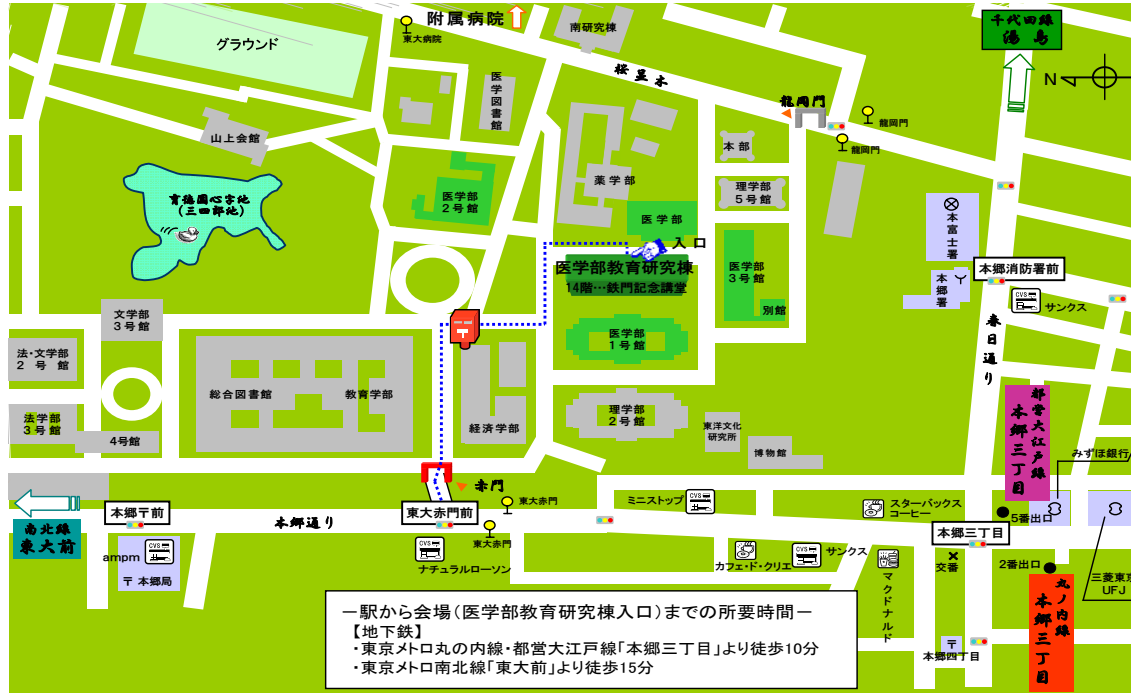 附属病院
東大病院
グラウンド
南研究棟
千代田線
湯島
N
医学図書館
桜並木
龍岡門
龍岡門
龍岡門
山上会館
本部
薬学部
理学部
5号館
医学部
2号館
育徳園心字池
(三四郎池)
医学部
入口
本富士署
医学部教育研究棟
14階…鉄門記念講堂
医学部
3号館
別館
本郷消防署前
本郷署
CVS
サンクス
文学部
3号館
〒
医学部
1号館
春日通り
法・文学部
2号館
総合図書館
教育学部
法学部
3号館
4号館
経済学部
理学部
2号館
東洋文化
研究所
博物館
都営大江戸線
本郷三丁目
みずほ銀行
赤門
南北線
東大前
本郷〒前
本郷通り
東大赤門前
東大赤門
東大赤門
ミニストップ
CVS
スターバックス
コーヒー
5番出口
本郷三丁目
ampm
CVS
〒本郷局
CVS
ナチュラルローソン
カフェ・ド・クリエ
CVS
サンクス
マクドナルド
交番
2番出口
三菱東京
UFJ
丸ノ内線
本郷三丁目
〒
本郷四丁目
−駅から会場(医学部教育研究棟入口)までの所要時間−
【地下鉄】
・東京メトロ丸の内線・都営大江戸線「本郷三丁目」より徒歩10分
・東京メトロ南北線「東大前」より徒歩15分